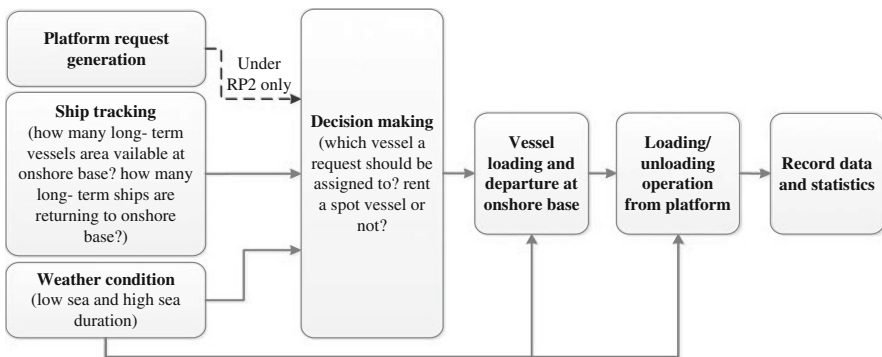 Platform request
generation
Under
RP2 only
Ship tracking
(how many long- term
vessels area vailable at
onshore base? how many
long- term ships are
returning to onshore
base?)
Weather condition
(low sea and high sea
duration)
Decision making
(which vessel a
request should be
assigned to? rent
a spot vessel or
not?
Vessel
loading and
departure at
onshore base
Loading/
unloading
operation
from platform
Record data
and statistics